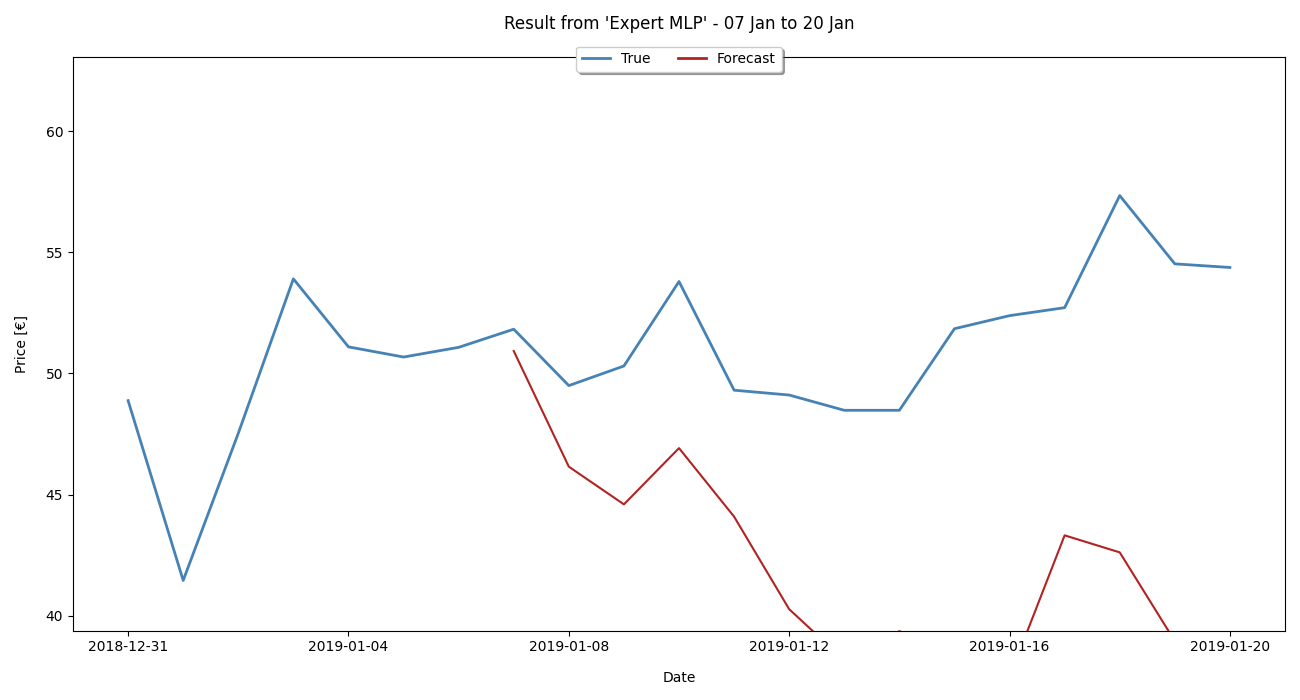 Result from 'Expert MLP' - 07 Jan to 20 Jan
True Forecast
60
55
50
45
40
Price [€]
2018-12-31 2019-01-04 2019-01-08 2019-01-12 2019-01-16 2019-01-20
Date